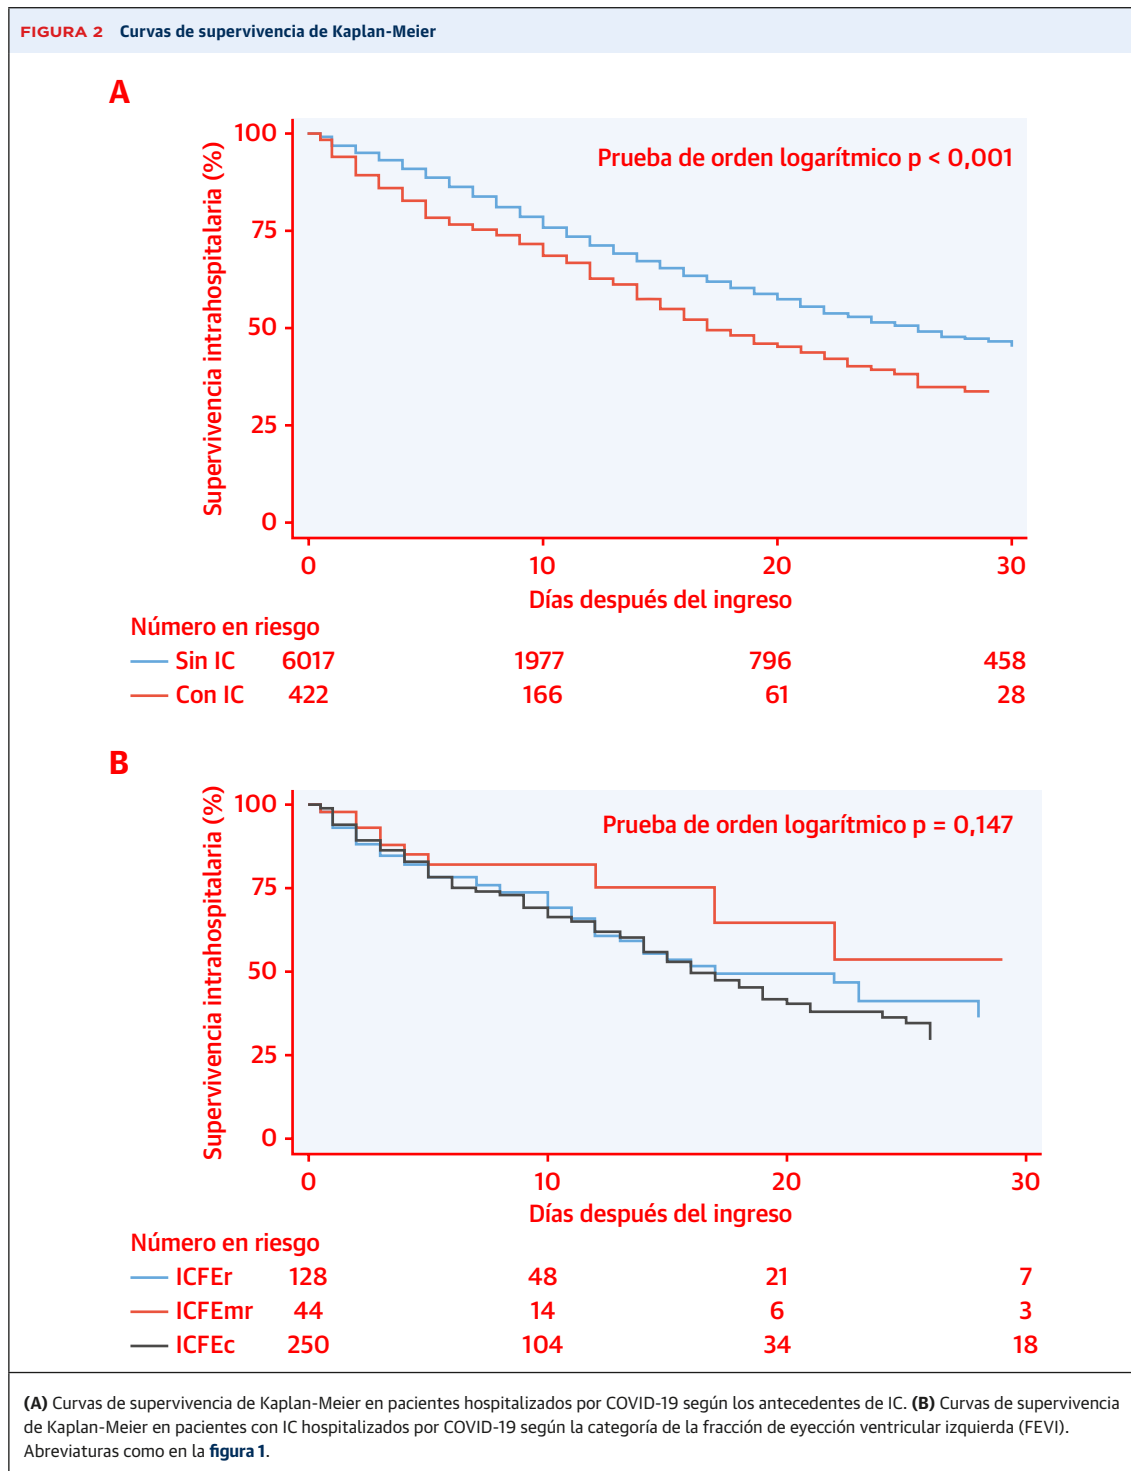 FIGURA 2 Curvas de supervivencia de Kaplan-Meier
A
Supervivencia intrahospitalaria (%)
100
75
50
25
0
Prueba de orden logarítmico p < 0,001
0 10 20 30
Días después del ingreso
Número en riesgo
Sin IC 6017 1977 796 458
Con IC 422 166 61 28
B
Supervivencia intrahospitalaria (%)
100
75
50
25
0
Prueba de orden logarítmico p = 0,147
0 10 20 30
Días después del ingreso
Número en riesgo
ICFEr 128 48 21 7
ICFEmr 44 14 6 3
ICFEc 250 104 34 18
(A) Curvas de supervivencia de Kaplan-Meier en pacientes hospitalizados por COVID-19 según los antecedentes de IC. (B) Curvas de supervivencia
de Kaplan-Meier en pacientes con IC hospitalizados por COVID-19 según la categoría de la fracción de eyección ventricular izquierda (FEVI).
Abreviaturas como en la figura 1.